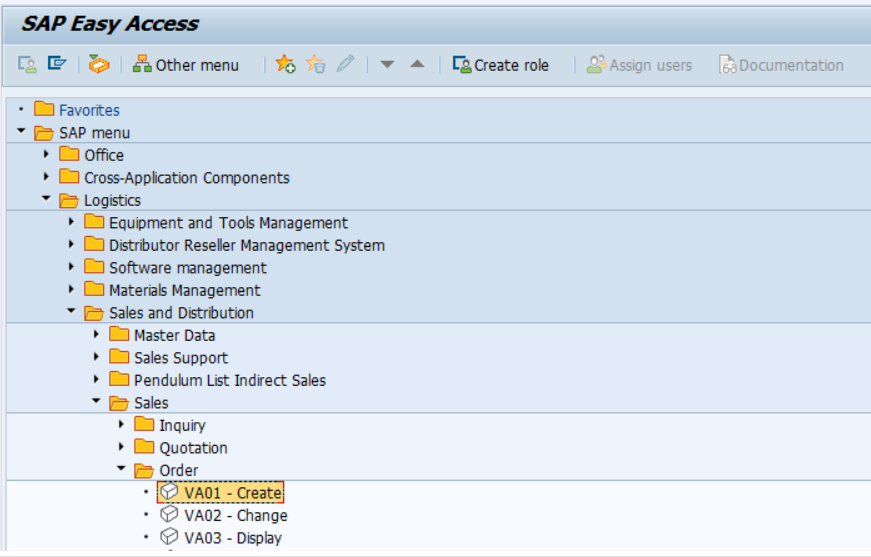 SAP Easy Access
Other menu Create role Assign users Documentation
Favorites
SAP menu
Office
Cross-Application Components
Logistics
Equipment and Tools Management
Distributor Reseller Management System
Software management
Materials Management
Sales and Distribution
Master Data
Sales Support
Pendulum List Indirect Sales
Sales
Inquiry
Quotation
Order
VA01 - Create
VA02 - Change
VA03 - Display